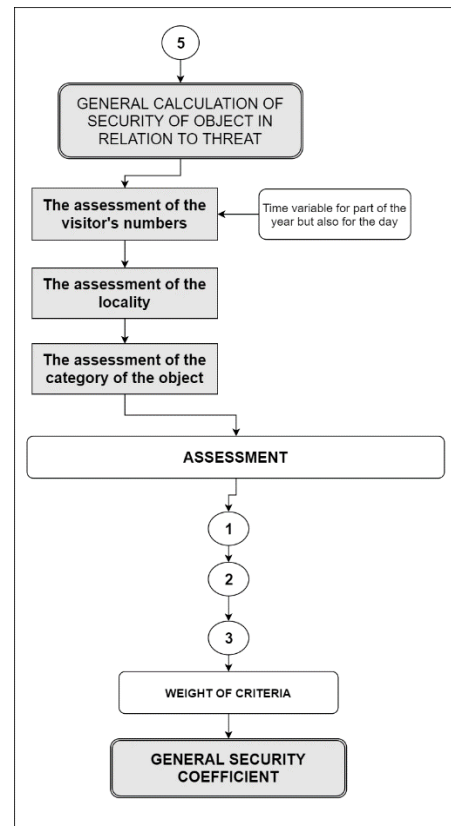 5
GENERAL CALCULATION OF
SECURITY OF OBJECT IN
RELATION TO THREAT
The assessment of the
visitor's numbers
Time variable for part of the
year but also for the day
The assessment of the
locality
The assessment of the
category of the object
ASSESSMENT
1
2
3
WEIGHT OF CRITERIA
GENERAL SECURITY
COEFFICIENT